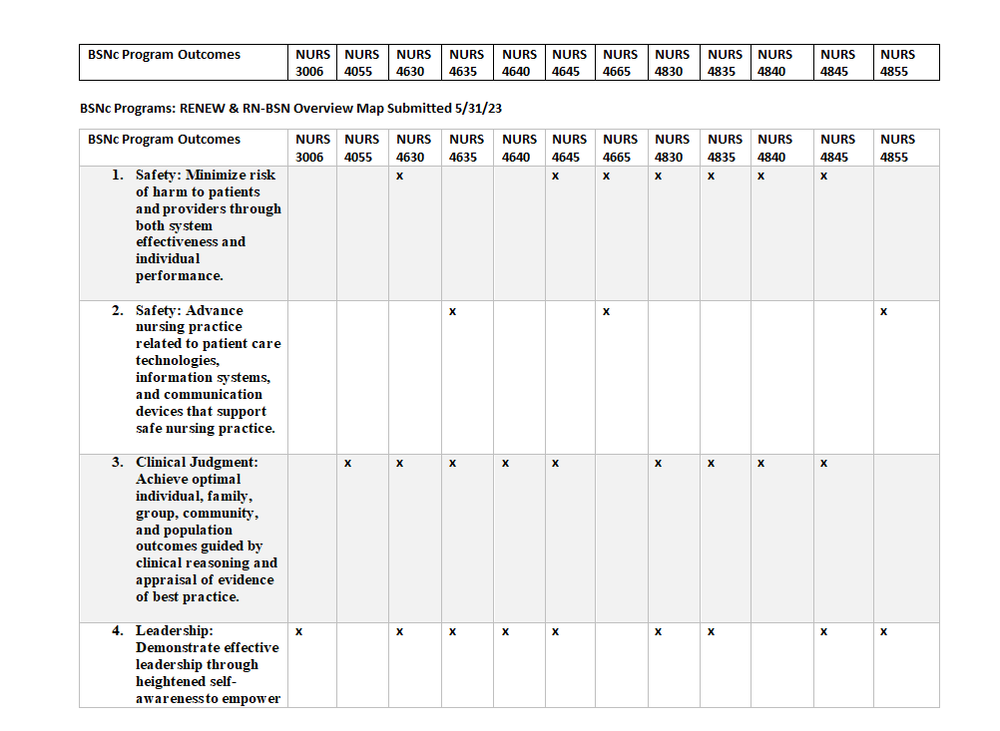 BSNc Program Outcomes NURS NURS NURS NURS NURS NURS NURS NURS NURS NURS NURS NURS
3006 4055 4630 4635 4640 4645 4665 4830 4835 4840 4845 4855
BSNc Programs: RENEW & RN-BSN Overview Map Submitted 5/31/23
BSNc Program Outcomes NURS NURS NURS NURS NURS NURS NURS NURS NURS NURS NURS NURS
3006 4055 4630 4635 4640 4645 4665 4830 4835 4840 4845 4855
1. Safety: Minimize risk x x x x x x x
of harm to patients
and providers through
both system
effectiveness and
individual
performance.
2. Safety: Advance x x x
nursing practice
related to patient care
technologies,
information systems,
and communication
devices that support
safe nursing practice.
3. Clinical Judgment: x x x x x x x x x
Achieve optimal
individual, family,
group, community,
and population
outcomes guided by
clinical reasoning and
appraisal of evidence
of best practice.
4. Leadership: x x x x x x x x x
Demonstrate effective
leadership through
heightened self-
awareness to empower